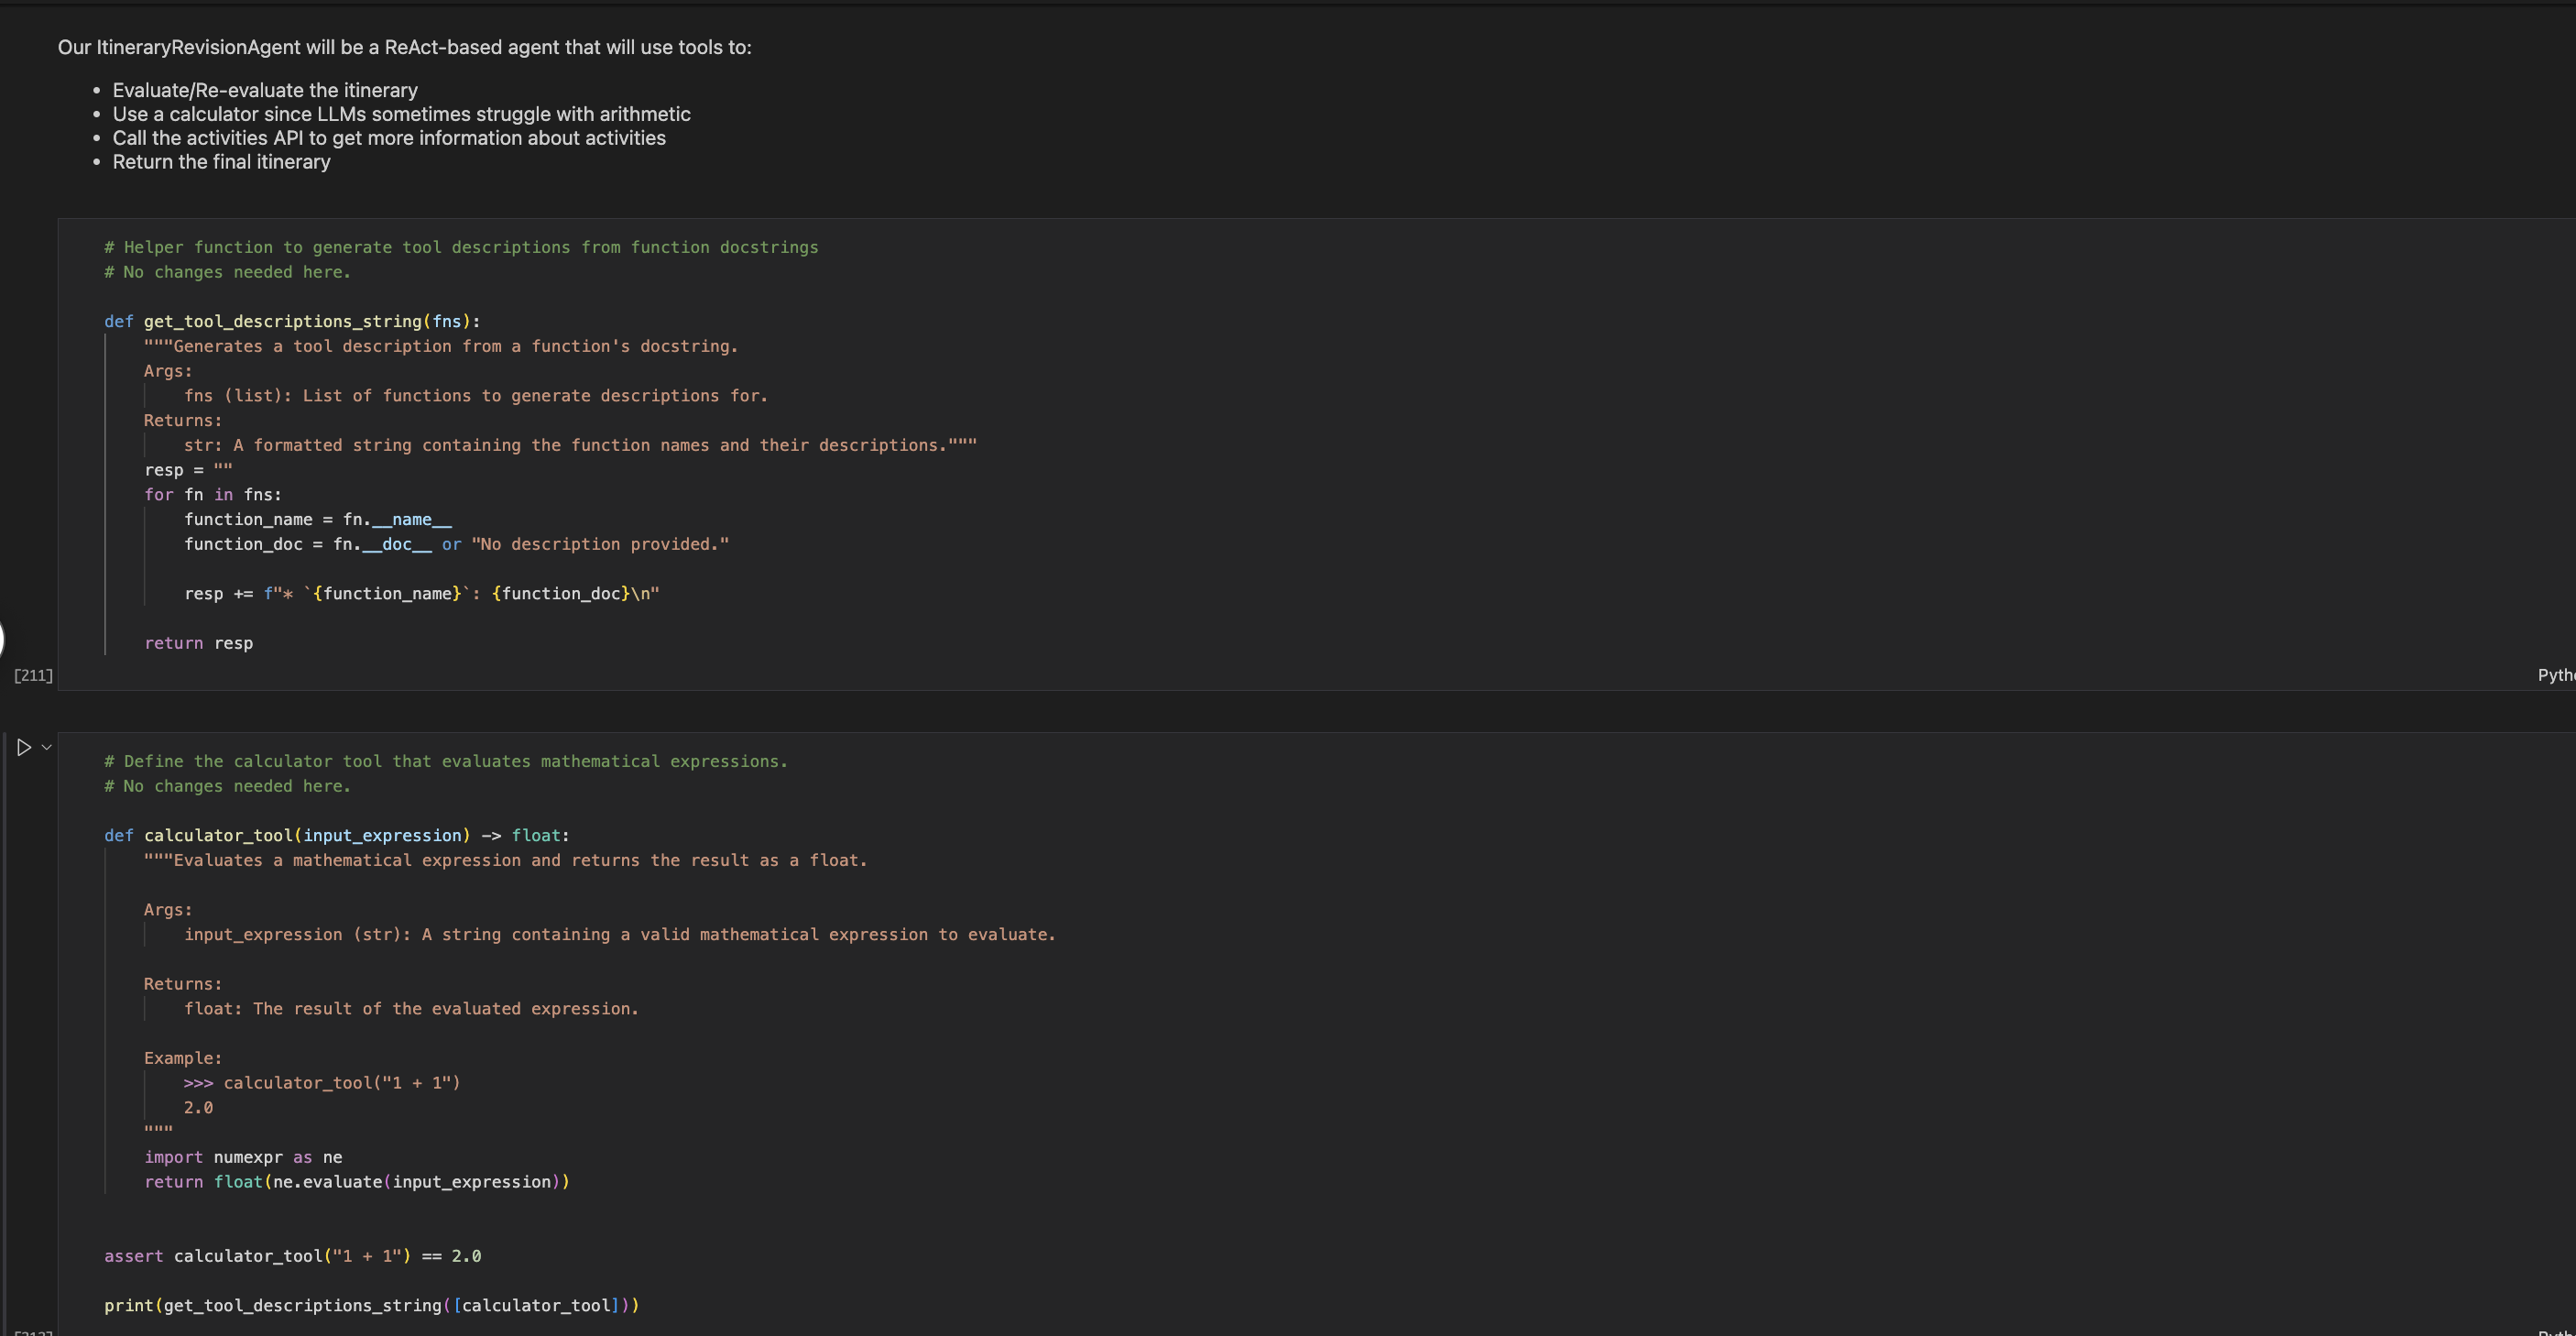 Our ItineraryRevisionAgent will be a ReAct-based agent that will use tools to:
• Evaluate/Re-evaluate the itinerary
• Use a calculator since LLMs sometimes struggle with arithmetic
• Call the activities API to get more information about activities
• Return the final itinerary
# Helper function to generate tool descriptions from function docstrings
# No changes needed here.
def get_tool_descriptions_string(fns):
"""Generates a tool description from a function's docstring.
Args:
fns (list): List of functions to generate descriptions for.
Returns:
str: A formatted string containing the function names and their descriptions."""
resp = ""
for fn in fns:
function_name = fn.__name__
function_doc = fn.__doc__ or "No description provided."
resp += f"* `{function_name}`: {function_doc}\n"
return resp
[211]
# Define the calculator tool that evaluates mathematical expressions.
# No changes needed here.
def calculator_tool(input_expression) -> float:
"""Evaluates a mathematical expression and returns the result as a float.
Args:
input_expression (str): A string containing a valid mathematical expression to evaluate.
Returns:
float: The result of the evaluated expression.
Example:
>>> calculator_tool("1 + 1")
2.0
"""
import numexpr as ne
return float(ne.evaluate(input_expression))
assert calculator_tool("1 + 1") == 2.0
print(get_tool_descriptions_string([calculator_tool]))